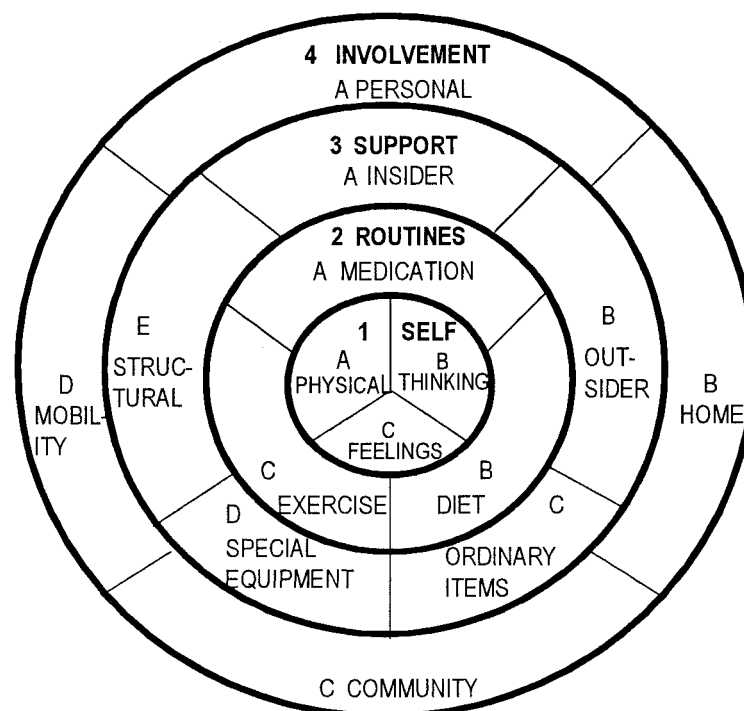 4 INVOLVEMENT
A PERSONAL
3 SUPPORT
A INSIDER
2 ROUTINES
A MEDICATION
1 SELF
A
PHYSICAL
B
THINKING
C
FEELINGS
B
DIET
C
EXERCISE
B
OUT-
SIDER
C
ORDINARY
ITEMS
D
SPECIAL
EQUIPMENT
E
STRUC-
TURAL
B
HOME
C COMMUNITY
D
MOBIL-
ITY